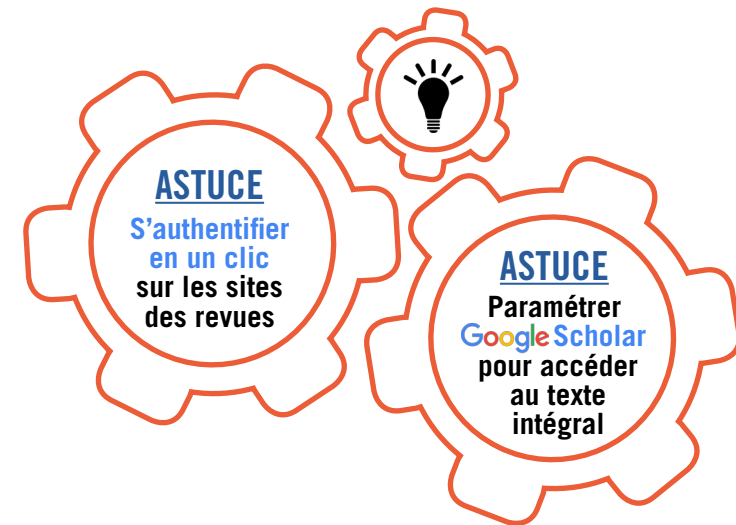 ASTUCE
S'authentifier
en un clic
sur les sites
des revues
ASTUCE
Paramétrer
Google Scholar
pour accéder
au texte
intégral